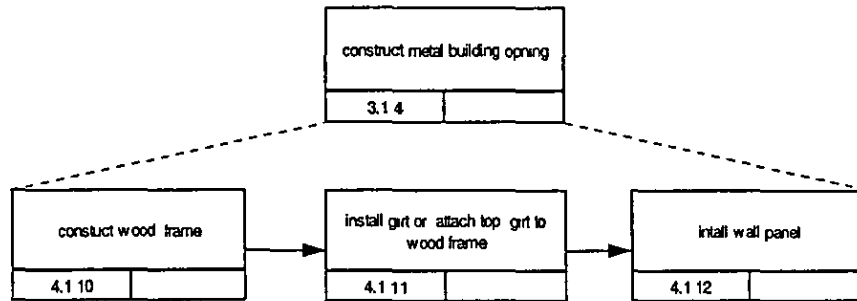 construct metal building opning
3.1 4
constuct wood frame
install girt or attach top girt to
wood frame
intall wall panel
4.1 10
4.1 11
4.1 12